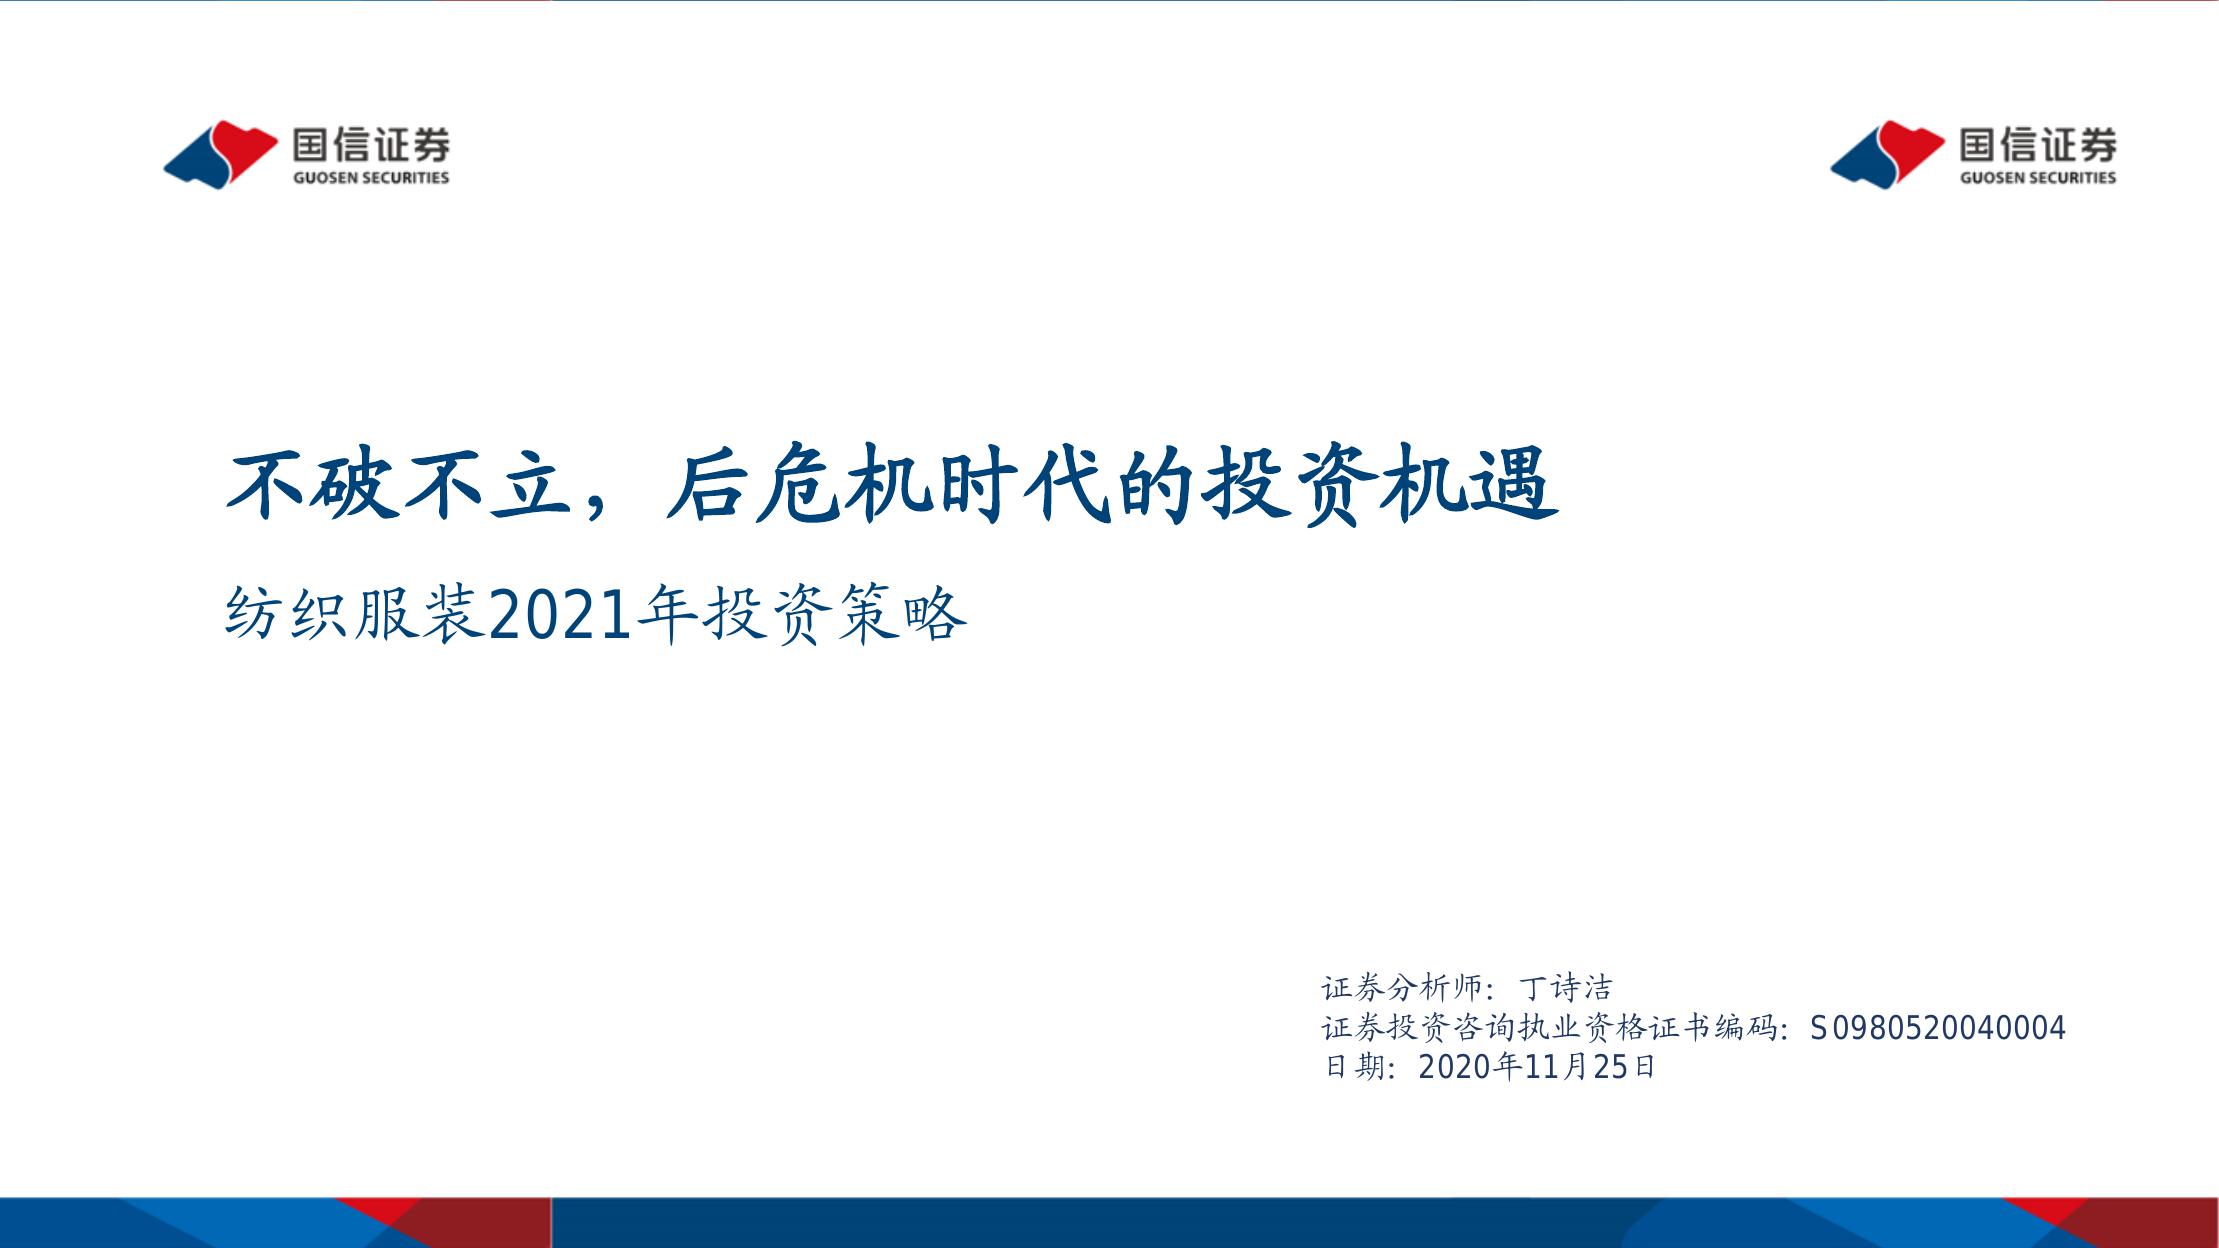 国信证券
GUOSEN SECURITIES
国信证券
GUOSEN SECURITIES
不破不立，后危机时代的投资机遇
纺织服装2021年投资策略
证券分析师：丁诗洁
证券投资咨询执业资格证书编码：S0980520040004
日期：2020年11月25日